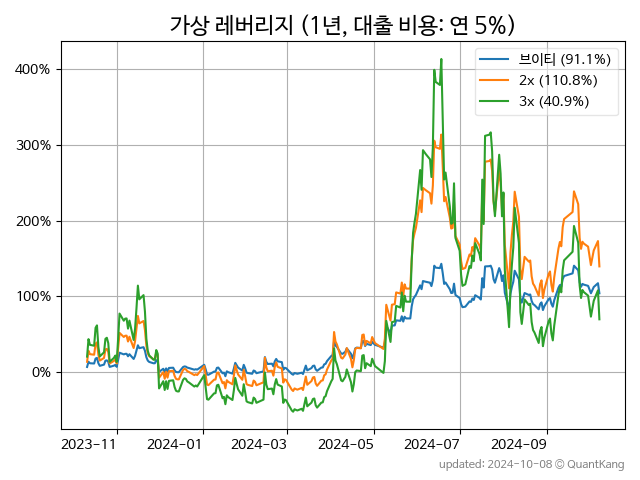 가상 레버리지 (1년, 대출 비용: 연 5%)
브이티 (91.1%)
2x (110.8%)
3x (40.9%)
400%
300%
200%
100%
0%
2023-11 2024-01 2024-03 2024-05 2024-07 2024-09
updated: 2024-10-08 © QuantKang